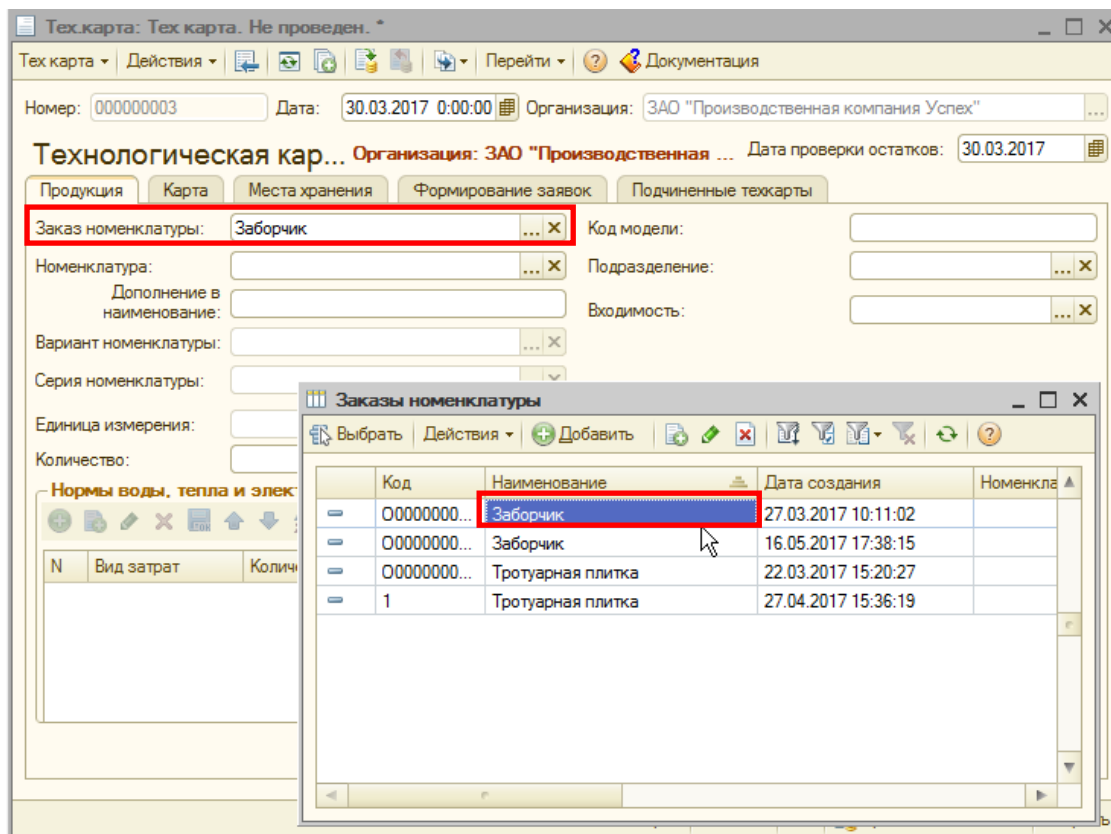 Тех.карта: Тех карта. Не проведен. *
Тех карта Действия Перейти Документация
Номер: 000000003 Дата: 30.03.2017 0:00:00 Организация: ЗАО "Производственная компания Успех" ...
Технологическая кар... Организация: ЗАО "Производственная ... Дата проверки остатков: 30.03.2017
Продукция Карта Места хранения Формирование заявок Подчиненные техкарты
Заказ номенклатуры: Заборчик ... Код модели:
Номенклатура: ... Подразделение: ...
Дополнение в
наименование:
Входимость: ...
Вариант номенклатуры: ...
Серия номенклатуры:
Единица измерения:
Количество:
Нормы воды, тепла и элек
N Вид затрат Колич
Заказы номенклатуры
Выбрать Действия Добавить
Код Наименование Дата создания Номенкла
О0000000... Заборчик 27.03.2017 10:11:02
О0000000... Заборчик 16.05.2017 17:38:15
О0000000... Тротуарная плитка 22.03.2017 15:20:27
1 Тротуарная плитка 27.04.2017 15:36:19